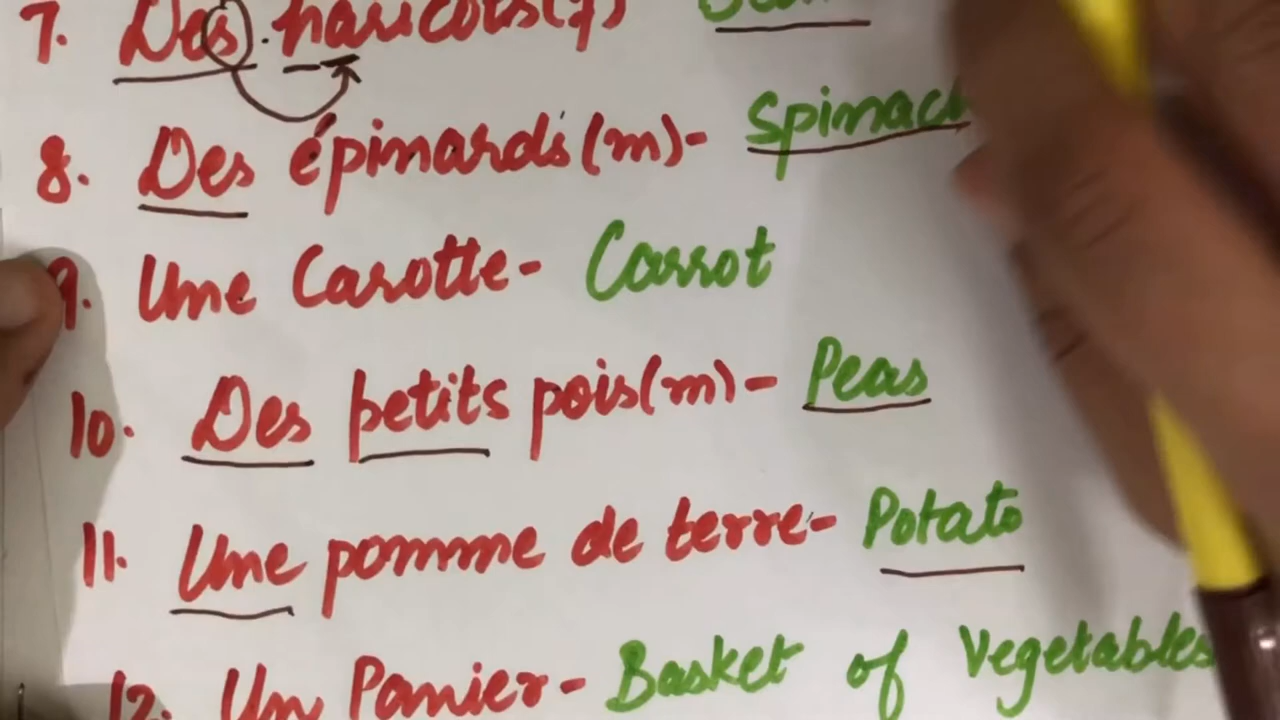 7. Des haricots(f)
8. Des épinards(m)- Spinach
9. Une Carotte- Carrot
10. Des petits pois(m)- Peas
11. Une pomme de terre- Potato
12. Un Panier- Basket of Vegetables